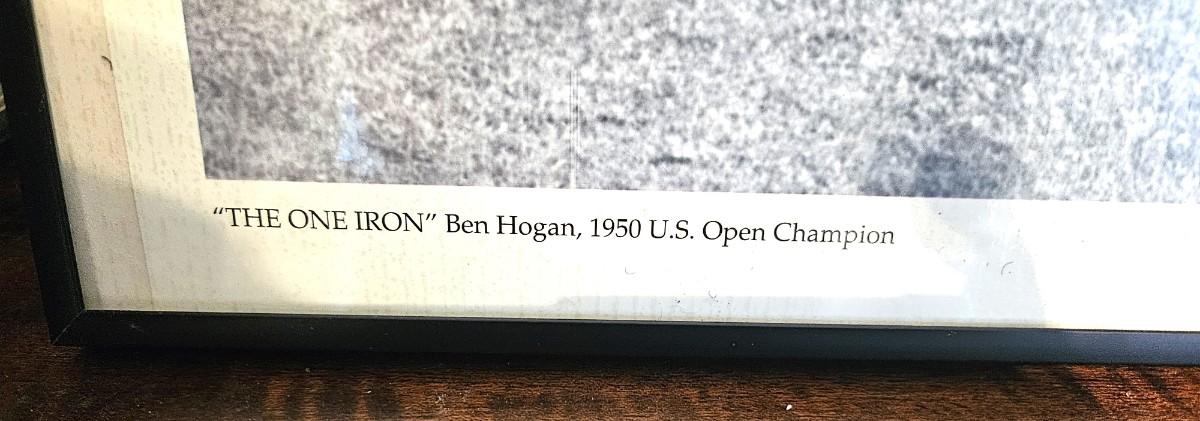 “THE ONE IRON” Ben Hogan, 1950 U.S. Open Champion